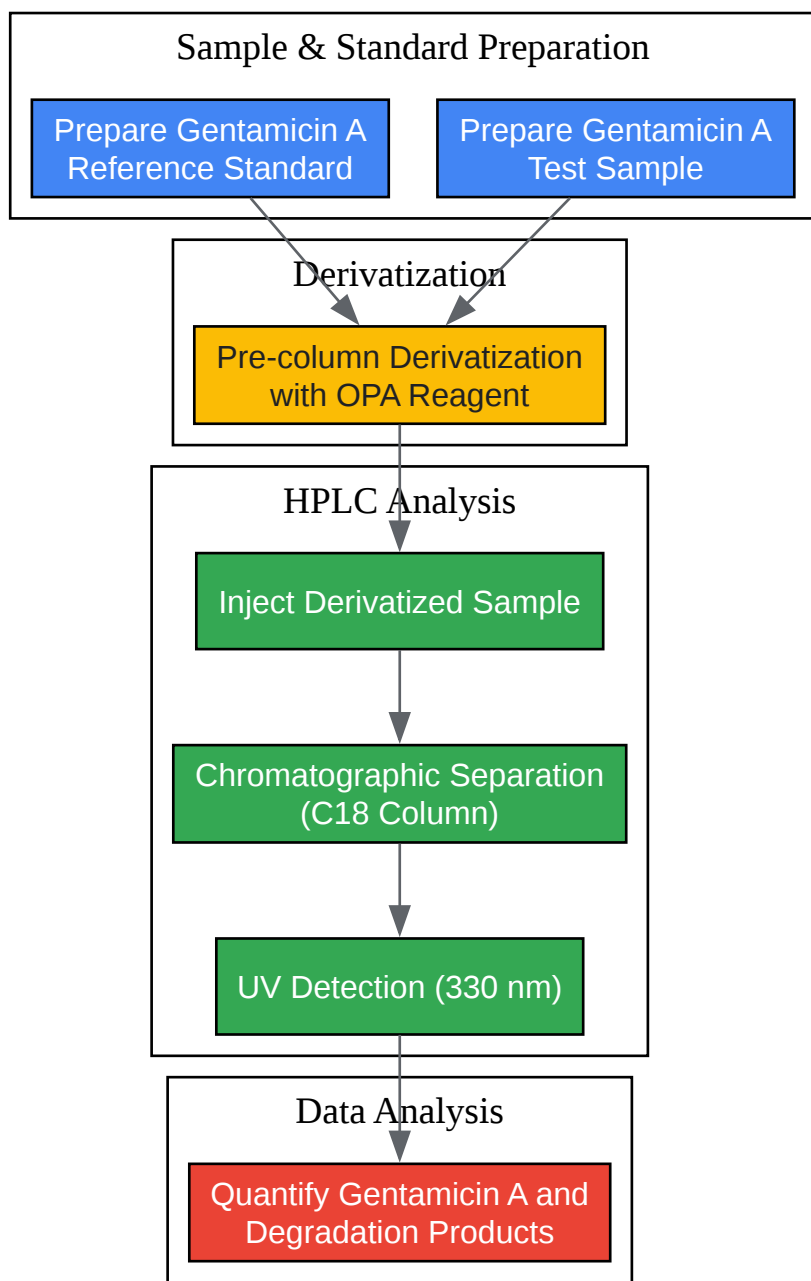 Sample & Standard Preparation
Prepare Gentamicin A
Reference Standard
Prepare Gentamicin A
Test Sample
Derivatization
Pre-column Derivatization
with OPA Reagent
HPLC Analysis
Inject Derivatized Sample
Chromatographic Separation
(C18 Column)
UV Detection (330 nm)
Data Analysis
Quantify Gentamicin A and
Degradation Products